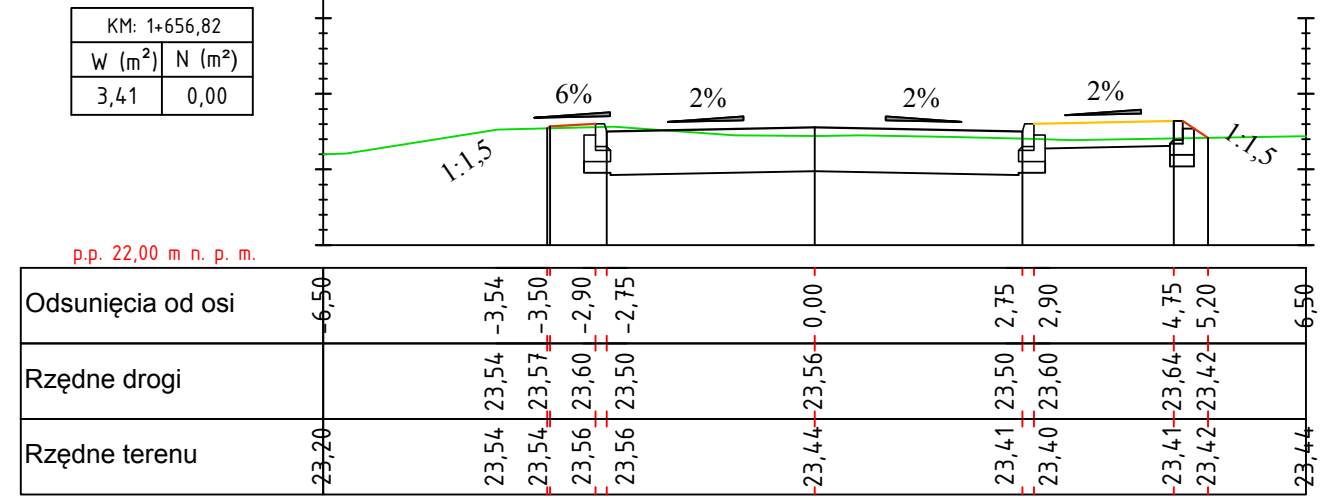 KM: 1+656,82
W (m²) N (m²)
3,41 0,00
6% 2% 2% 2%
1:1,5 1:1,5
p.p. 22,00 m n. p. m.
Odsunięcia od osi -6,50 -3,54 -3,50 -2,90 -2,75 0,00 2,75 2,90 4,75 5,20 6,50
Rzędne drogi 23,54 23,57 23,60 23,50 23,56 23,50 23,60 23,64 23,42
Rzędne terenu 23,20 23,54 23,54 23,56 23,56 23,44 23,41 23,40 23,41 23,42 23,44